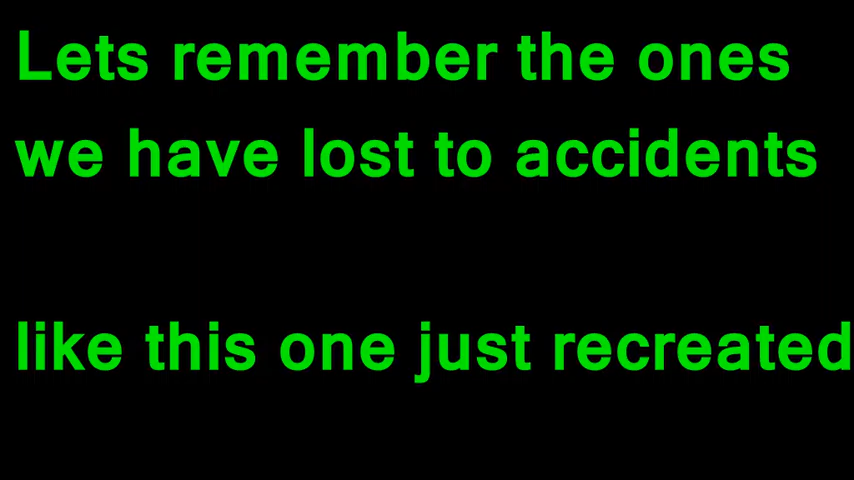 Lets remember the ones
we have lost to accidents
like this one just recreated